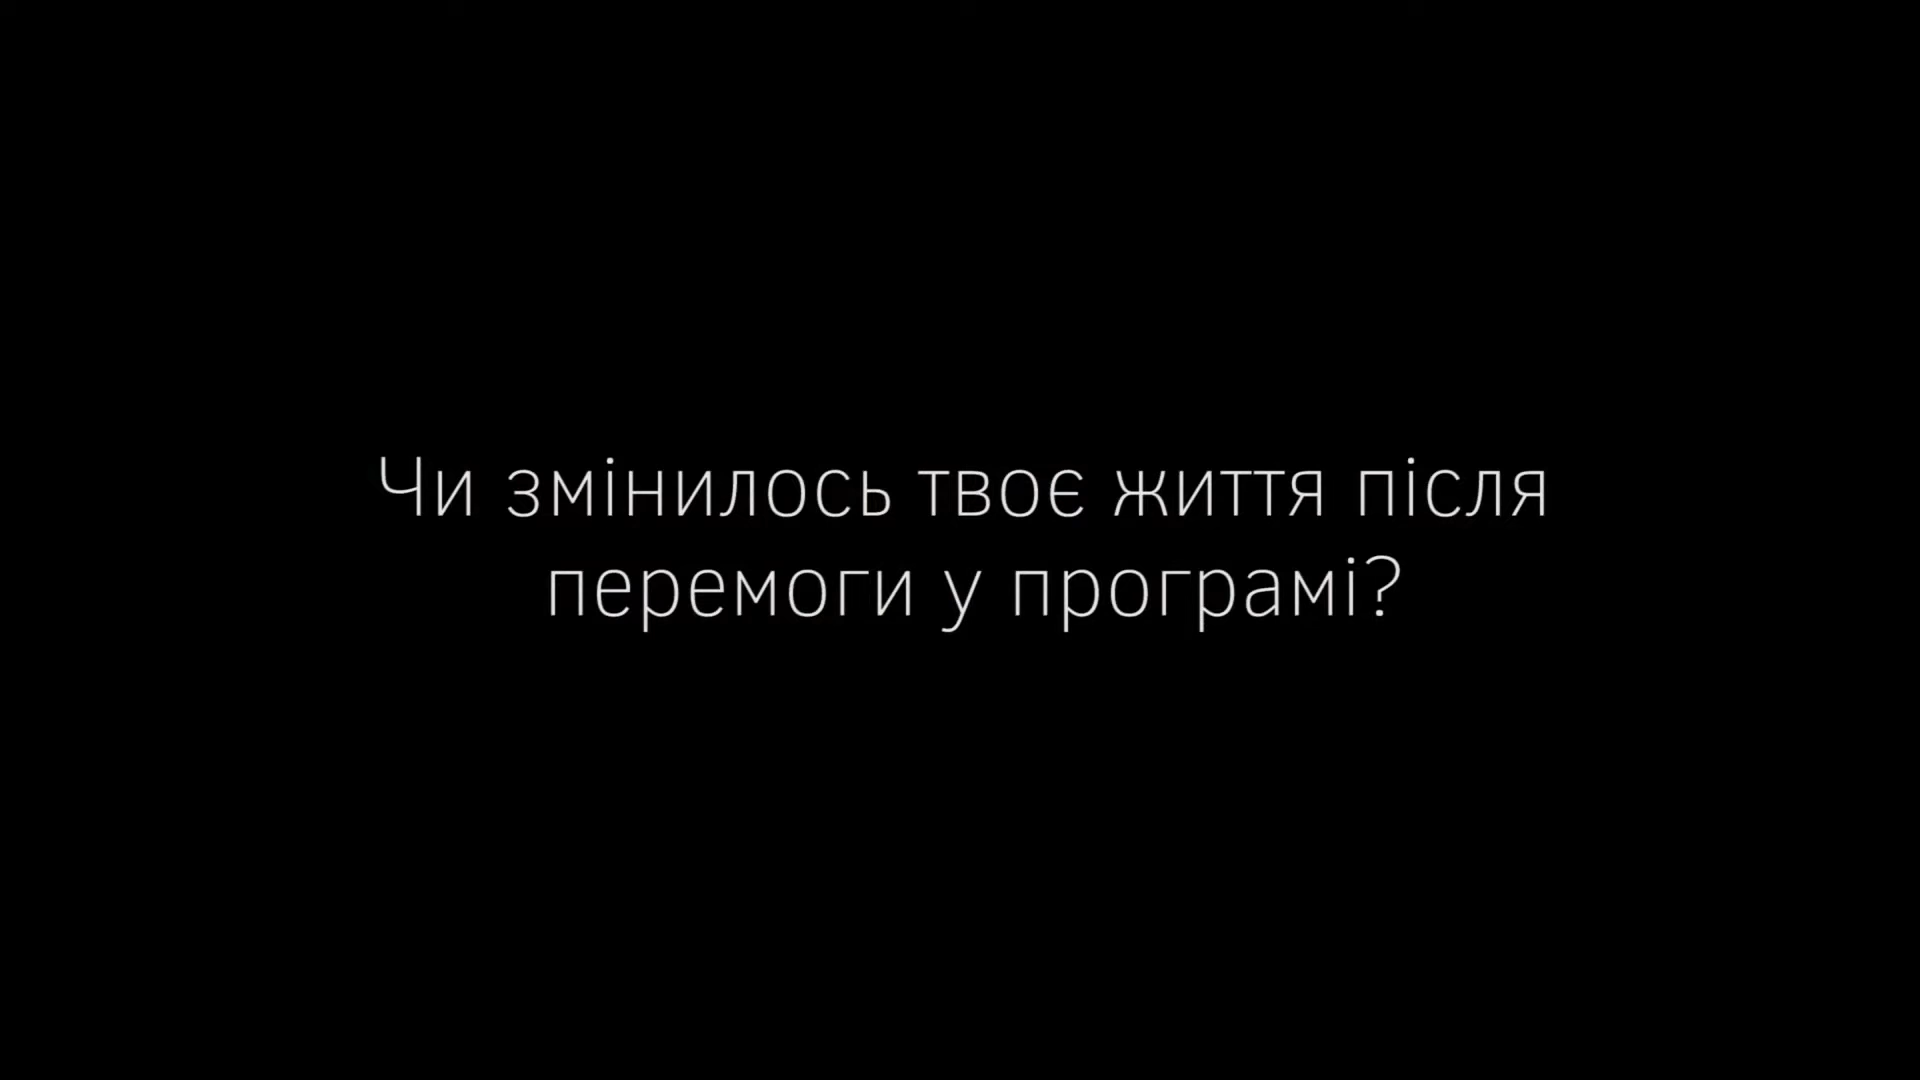 Чи змінилось твоє життя після
перемоги у програмі?